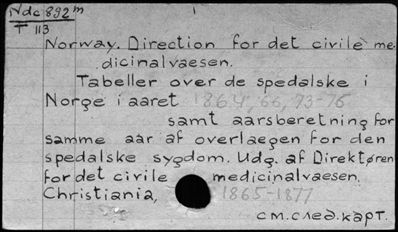 Ndc 892m
T 113
Norway. Direction for det civile me-
dicinalvaesen.
Tabeller over de spedalske i
Norge i aaret 1864, 66, 73-76
samt aarsberetning for
samme aar af overlaegen for den
spedalske sygdom. Udg. af Direktøren
for det civile medicinalvaesen.
Christiania, 1865-1877
см. след. карт.